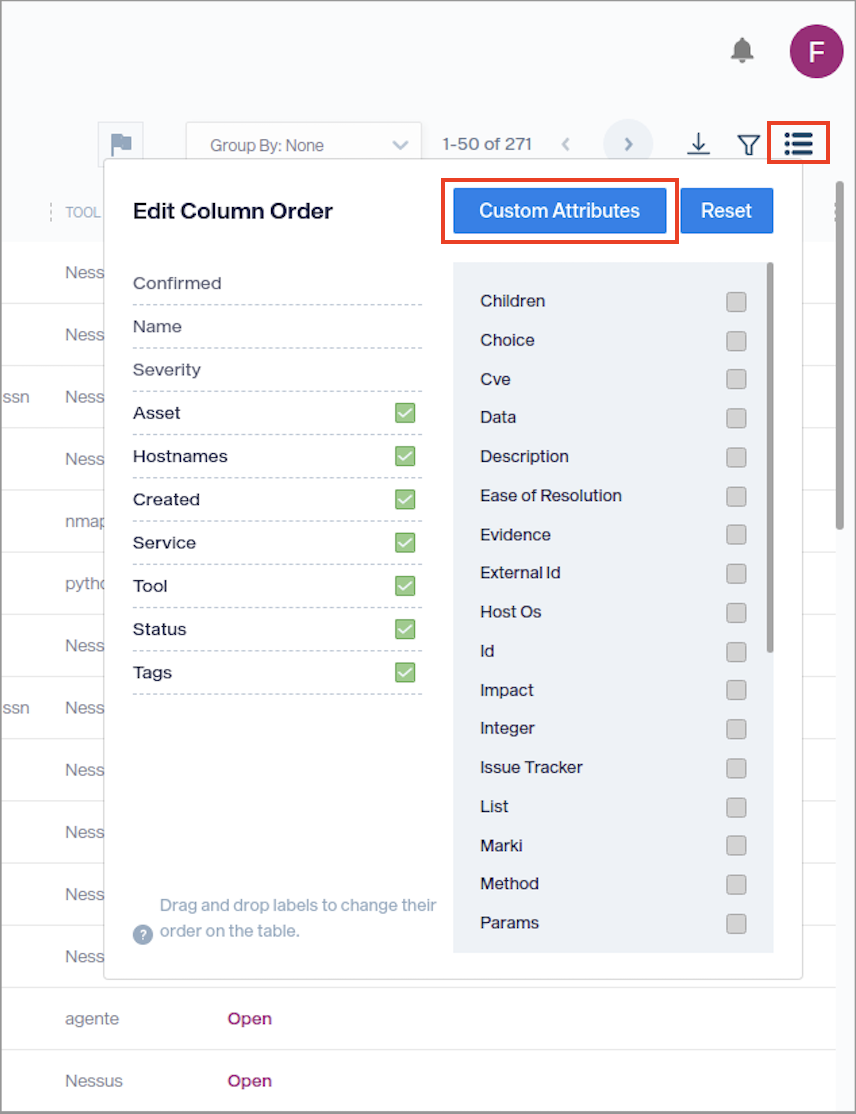 F
Group By: None
1-50 of 271
TOOL
Edit Column Order
Custom Attributes
Reset
Confirmed
Name
Severity
Asset
Hostnames
Created
Service
Tool
Status
Tags
Drag and drop labels to change their
order on the table.
?
Children
Choice
Cve
Data
Description
Ease of Resolution
Evidence
External Id
Host Os
Id
Impact
Integer
Issue Tracker
List
Marki
Method
Params
Ness
Ness
ssn Ness
Ness
nmap
pytho
Ness
ssn Ness
Ness
Ness
Ness
Ness
agente Open
Nessus Open